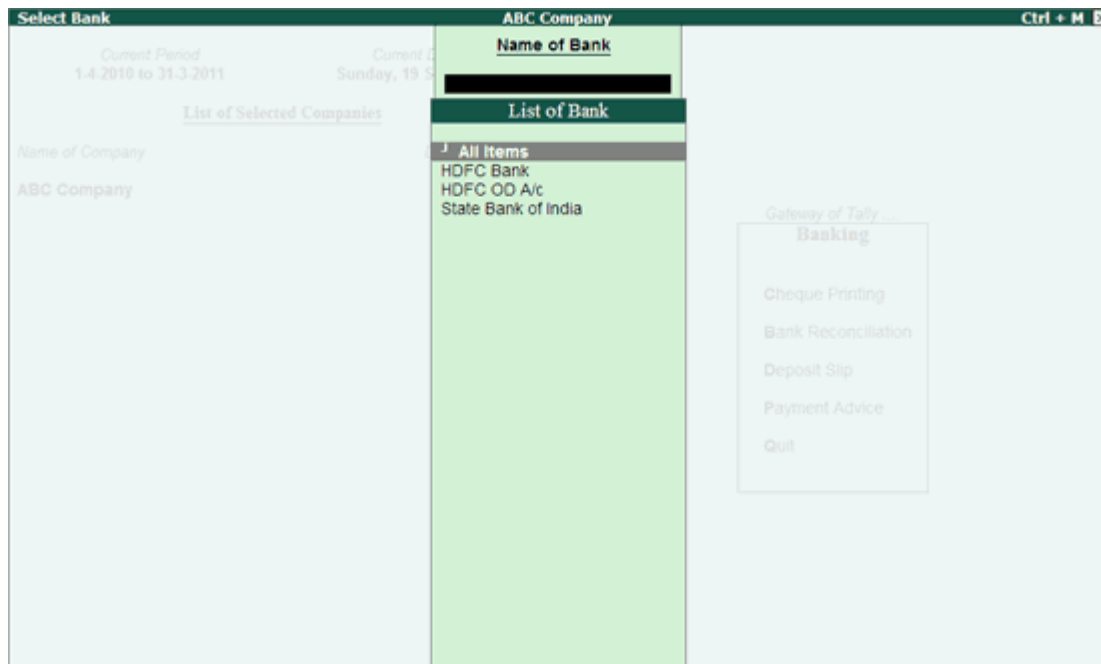 Select Bank ABC Company Ctrl + M
Name of Bank
Current Period
1-4-2010 to 31-3-2011
Sunday, 19
List of Selected Companies
Name of Company
ABC Company
List of Bank
All Items
HDFC Bank
HDFC OD A/c
State Bank of India
Gateway of Tally ....
Banking
Cheque Printing
Bank Reconciliation
Deposit Slip
Payment Advice
Quit